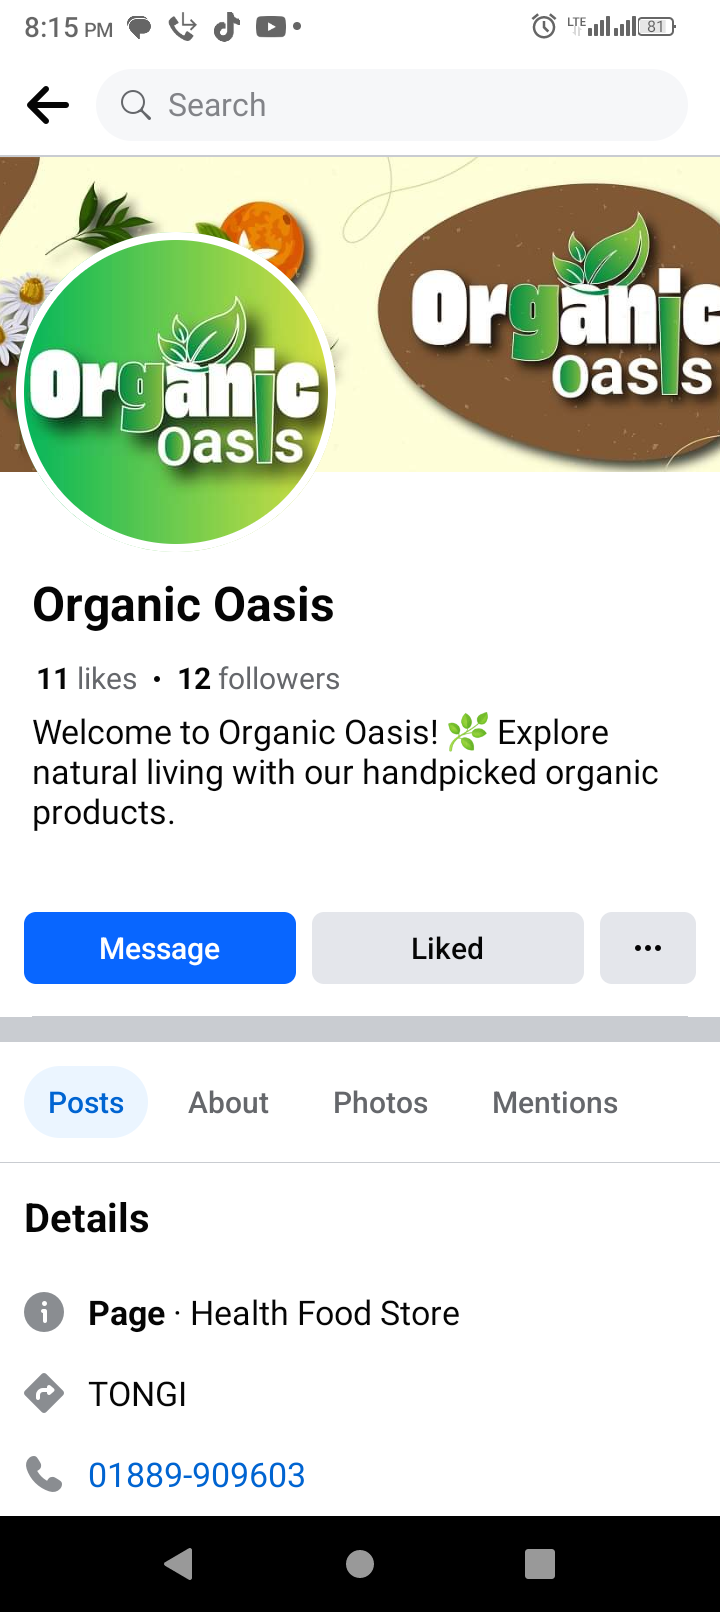 8:15 PM
LTE
81
Search
Organic
Oasis
Organic
Oasis
Organic Oasis
11 likes • 12 followers
Welcome to Organic Oasis! 🌿 Explore
natural living with our handpicked organic
products.
Message
Liked
Posts
About
Photos
Mentions
Details
Page · Health Food Store
TONGI
01889-909603